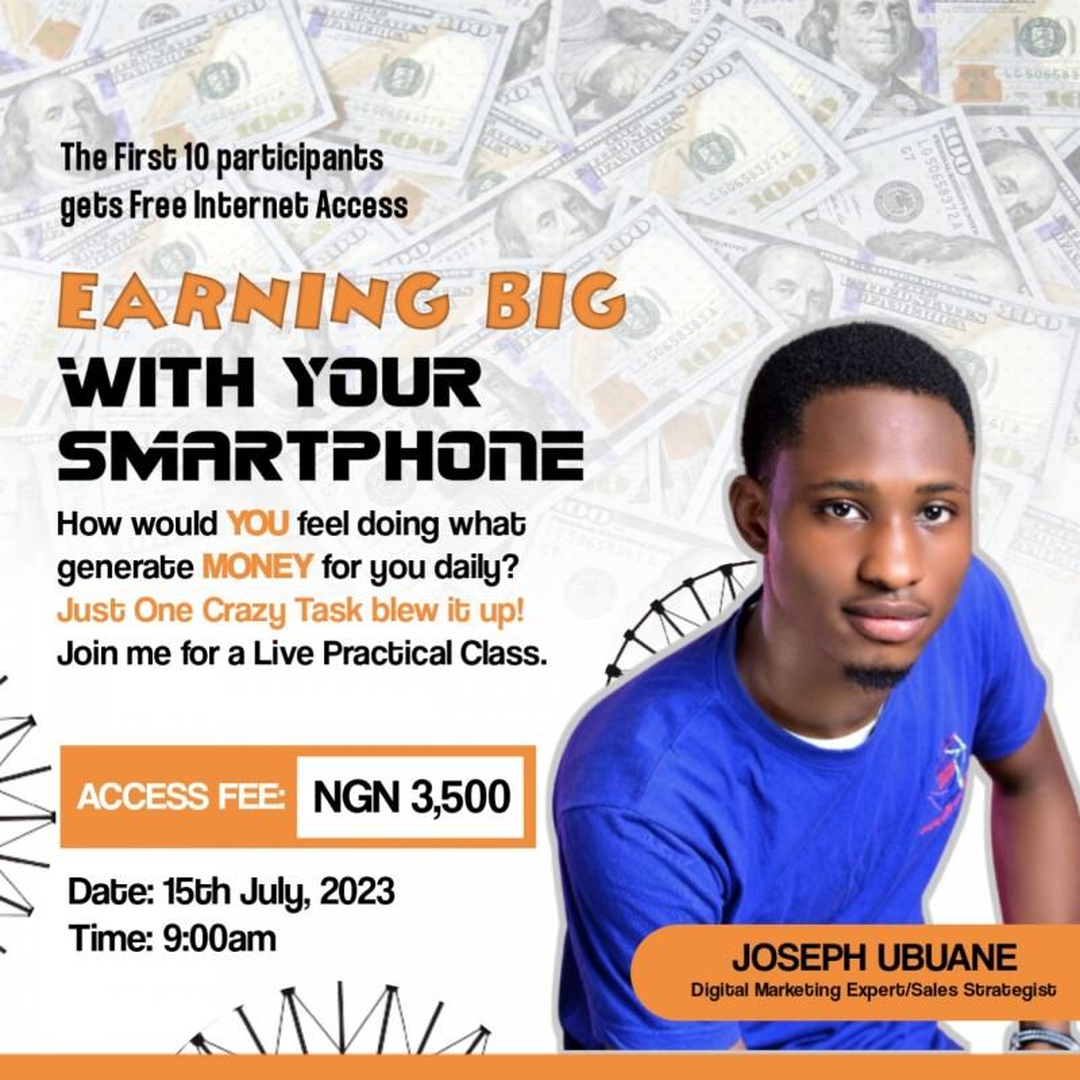 The First 10 participants
gets Free Internet Access
EARNING BIG
WITH YOUR
SMARTPHONE
How would YOU feel doing what
generate MONEY for you daily?
Just One Crazy Task blew it up!
Join me for a Live Practical Class.
ACCESS FEE: NGN 3,500
Date: 15th July, 2023
Time: 9:00am
JOSEPH UBUANE
Digital Marketing Expert/Sales Strategist